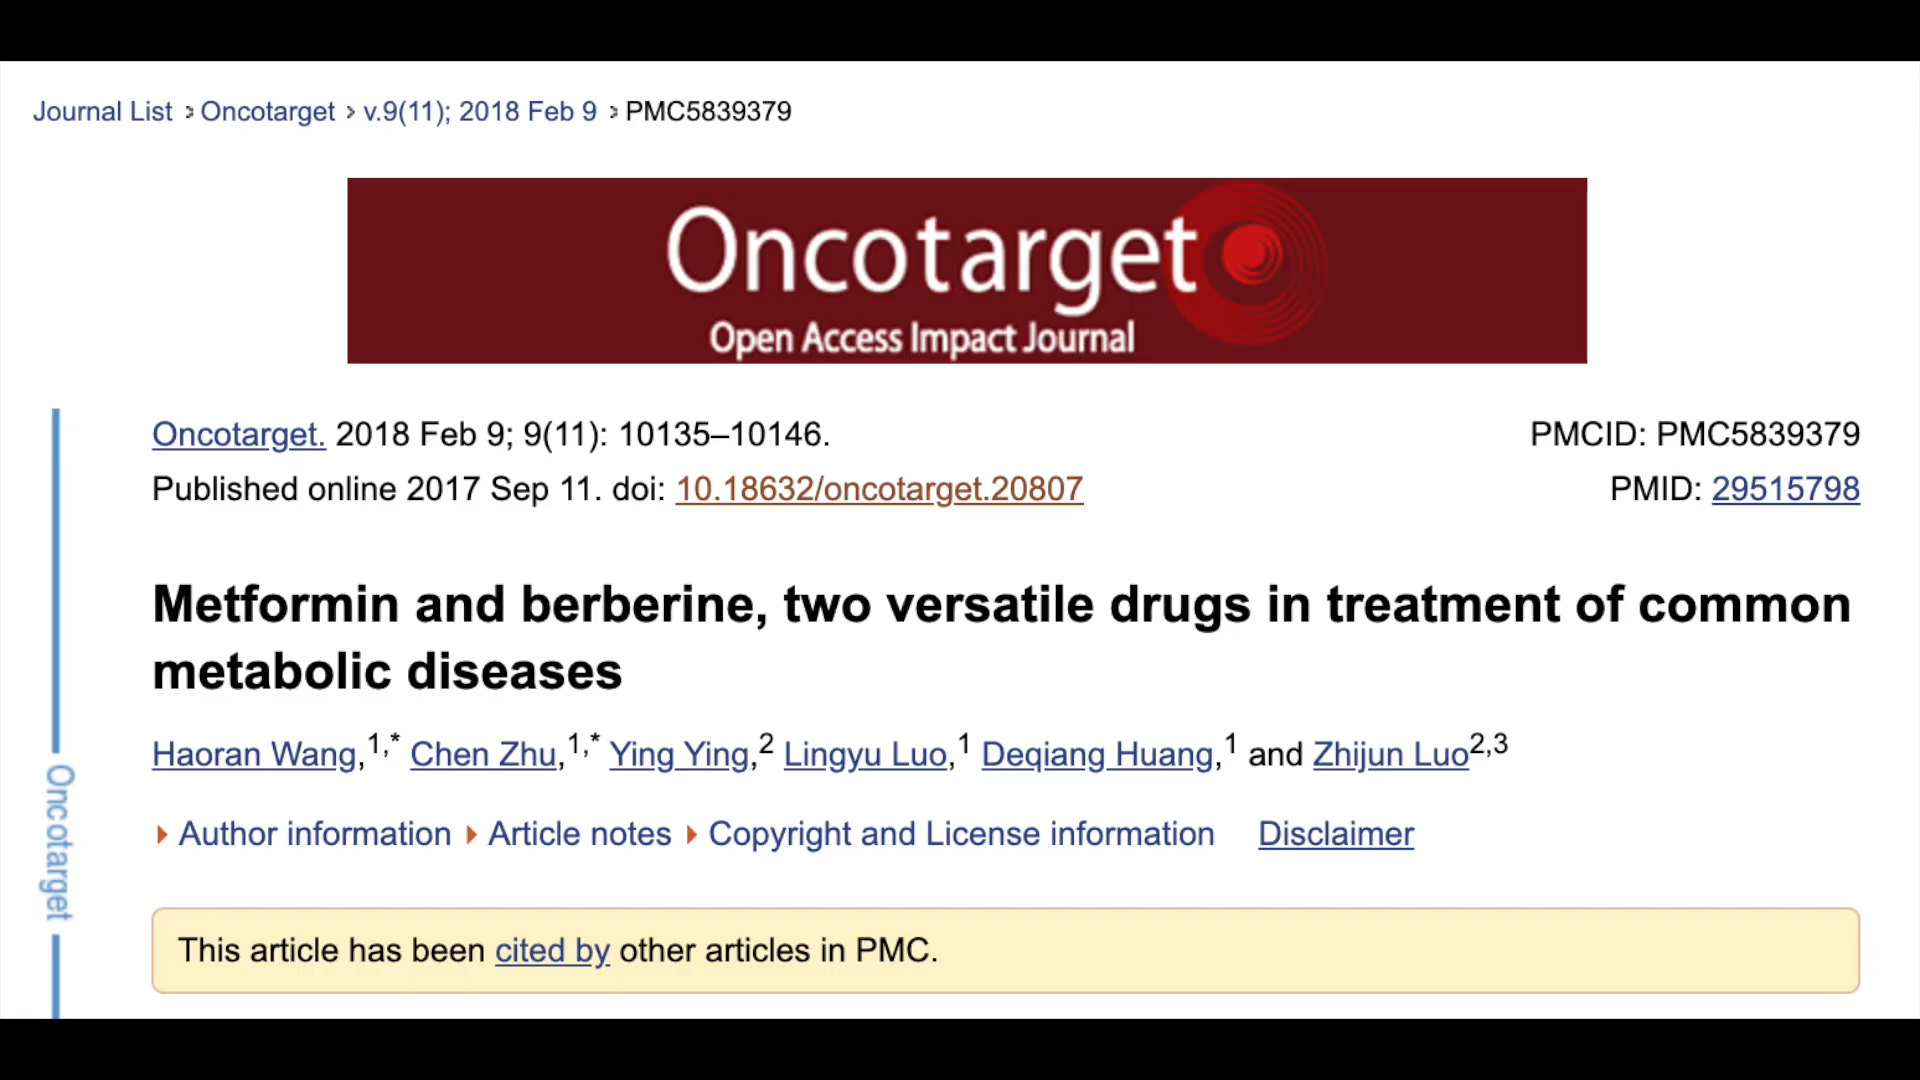 Journal List > Oncotarget > v.9(11); 2018 Feb 9 > PMC5839379
Oncotarget
Open Access Impact Journal
Oncotarget. 2018 Feb 9; 9(11): 10135–10146.
PMCID: PMC5839379
Published online 2017 Sep 11. doi: 10.18632/oncotarget.20807
PMID: 29515798
Metformin and berberine, two versatile drugs in treatment of common
metabolic diseases
Haoran Wang,1,* Chen Zhu,1,* Ying Ying,2 Lingyu Luo,1 Deqiang Huang,1 and Zhijun Luo2,3
Author information Article notes Copyright and License information Disclaimer
This article has been cited by other articles in PMC.
Oncotarget